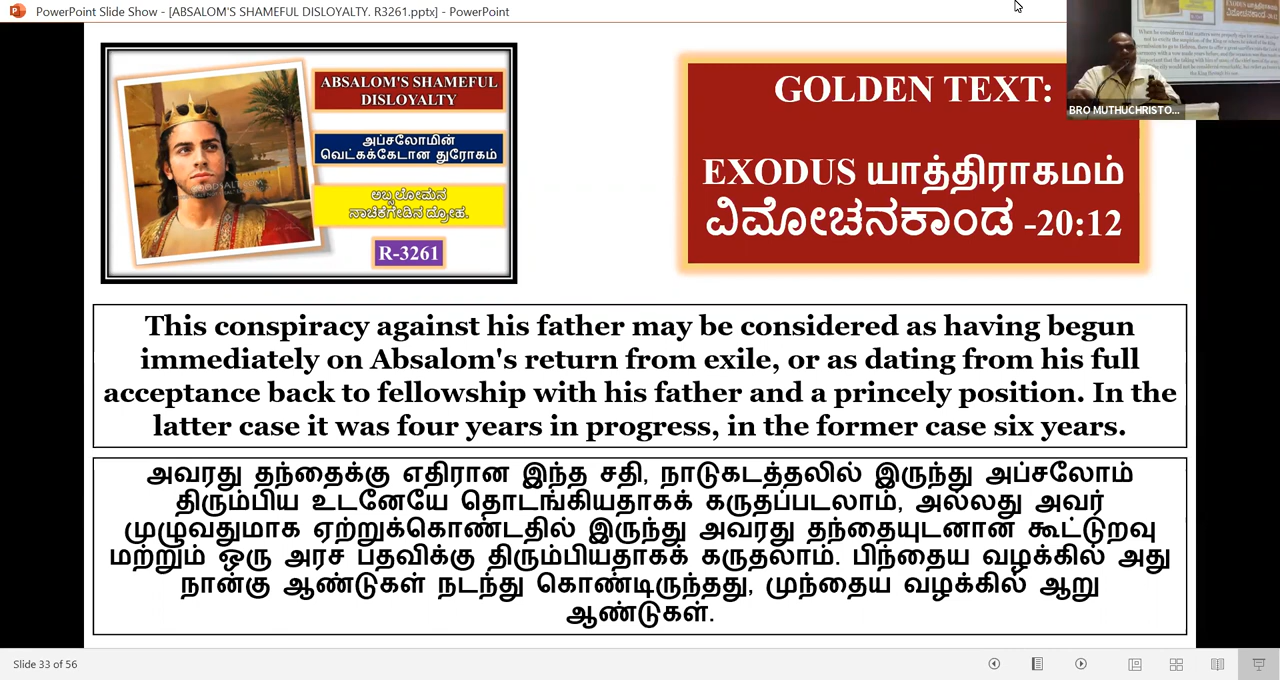 PowerPoint Slide Show - [ABSALOM'S SHAMEFUL DISLOYALTY. R3261.pptx] - PowerPoint
ABSALOM'S SHAMEFUL
DISLOYALTY
அப்சலோமின்
வெட்கக்கேடான துரோகம்
ಅಬ್ಷಲೋಮನ
ನಾಚಿಕೆಗೇಡಿನ ದ್ರೋಹ.
R-3261
GOLDEN TEXT:
EXODUS யாத்திராகமம்
ವಿಮೋಚನಕಾಂಡ -20:12
BRO MUTHUCHRISTO...
This conspiracy against his father may be considered as having begun
immediately on Absalom's return from exile, or as dating from his full
acceptance back to fellowship with his father and a princely position. In the
latter case it was four years in progress, in the former case six years.
அவரது தந்தைக்கு எதிரான இந்த சதி, நாடுகடத்தலில் இருந்து அப்சலோம்
திரும்பிய உடனேயே தொடங்கியதாகக் கருதப்படலாம், அல்லது அவர்
முழுவதுமாக ஏற்றுக்கொண்டதில் இருந்து அவரது தந்தையுடனான கூட்டுறவு
மற்றும் ஒரு அரச பதவிக்கு திரும்பியதாகக் கருதலாம். பிந்தைய வழக்கில் அது
நான்கு ஆண்டுகள் நடந்து கொண்டிருந்தது, முந்தைய வழக்கில் ஆறு
ஆண்டுகள்.
Slide 33 of 56